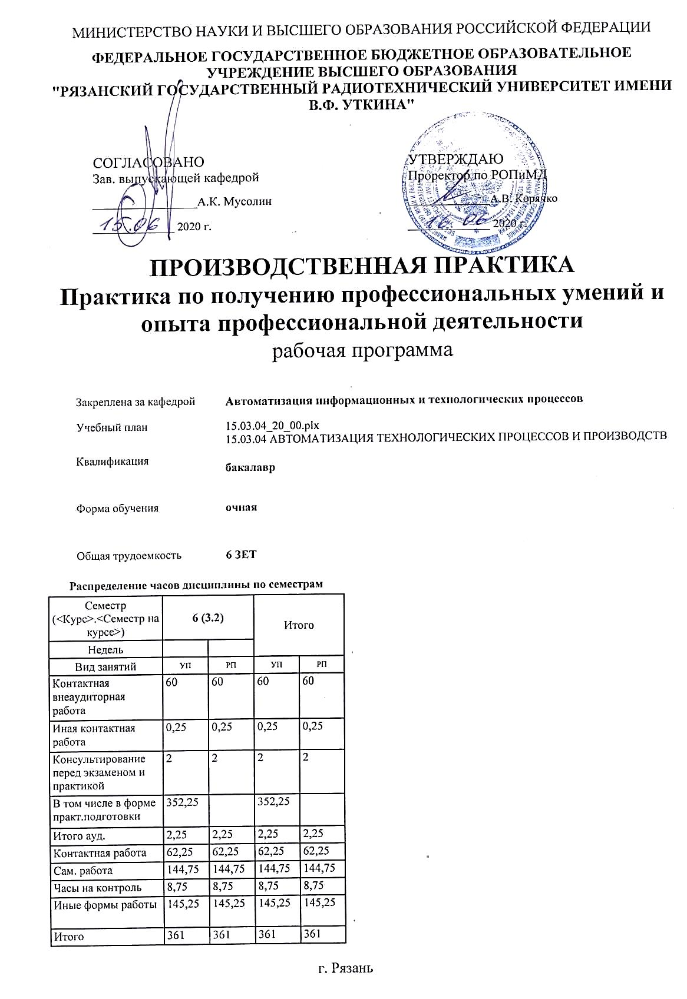 МИНИСТЕРСТВО НАУКИ И ВЫСШЕГО ОБРАЗОВАНИЯ РОССИЙСКОЙ ФЕДЕРАЦИИ
ФЕДЕРАЛЬНОЕ ГОСУДАРСТВЕННОЕ БЮДЖЕТНОЕ ОБРАЗОВАТЕЛЬНОЕ
УЧРЕЖДЕНИЕ ВЫСШЕГО ОБРАЗОВАНИЯ
"РЯЗАНСКИЙ ГОСУДАРСТВЕННЫЙ РАДИОТЕХНИЧЕСКИЙ УНИВЕРСИТЕТ ИМЕНИ
В.Ф. УТКИНА"
СОГЛАСОВАНО
Зав. выпускающей кафедрой
А.К. Мусолин
15.06 2020 г.
УТВЕРЖДАЮ
Проректор по РОПиМД
А.В. Корячко
16. 06 2020 г.
ПРОИЗВОДСТВЕННАЯ ПРАКТИКА
Практика по получению профессиональных умений и
опыта профессиональной деятельности
рабочая программа
Закреплена за кафедрой Автоматизация информационных и технологических процессов
Учебный план 15.03.04_20_00.plx
15.03.04 АВТОМАТИЗАЦИЯ ТЕХНОЛОГИЧЕСКИХ ПРОЦЕССОВ И ПРОИЗВОДСТВ
Квалификация бакалавр
Форма обучения очная
Общая трудоемкость 6 ЗЕТ
Распределение часов дисциплины по семестрам
Семестр
(<Курс>.<Семестр на
курсе>)
6 (3.2)
Итого
Недель
Вид занятий УП РП УП РП
Контактная
внеаудиторная
работа
60 60 60 60
Иная контактная
работа
0,25 0,25 0,25 0,25
Консультирование
перед экзаменом и
практикой
2 2 2 2
В том числе в форме
практ.подготовки
352,25 352,25
Итого ауд. 2,25 2,25 2,25 2,25
Контактная работа 62,25 62,25 62,25 62,25
Сам. работа 144,75 144,75 144,75 144,75
Часы на контроль 8,75 8,75 8,75 8,75
Иные формы работы 145,25 145,25 145,25 145,25
Итого 361 361 361 361
г. Рязань